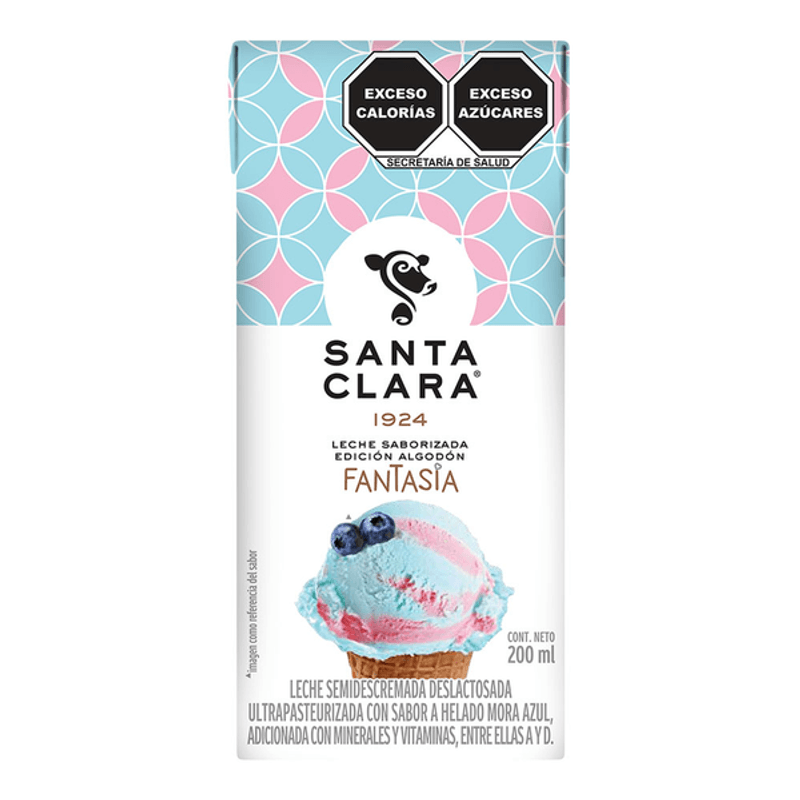 EXCESO
CALORÍAS
EXCESO
AZÚCARES
SECRETARÍA DE SALUD
SANTA
CLARA®
1924
LECHE SABORIZADA
EDICIÓN ALGODÓN
FANTASÍA
▲imagen como referencia del sabor
CONT. NETO
200 ml
LECHE SEMIDESCREMADA DESLACTOSADA
ULTRAPASTEURIZADA CON SABOR A HELADO MORA AZUL,
ADICIONADA CON MINERALES Y VITAMINAS, ENTRE ELLAS A Y D.